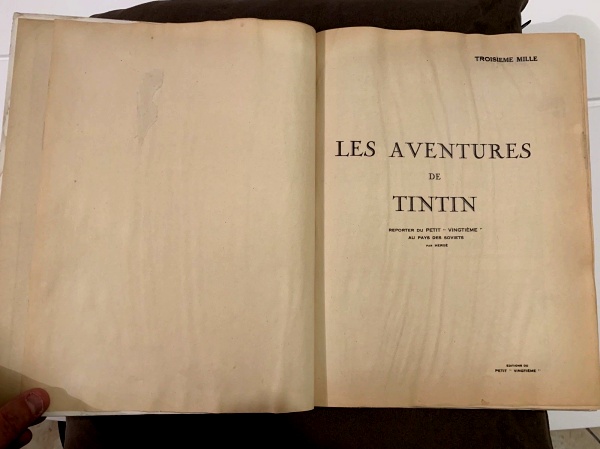 TROISIEME MILLE
LES AVENTURES
DE
TINTIN
REPORTER DU PETIT " VINGTIÈME "
AU PAYS DES SOVIETS
PAR HERGÉ
EDITIONS DU
PETIT " VINGTIÈME "